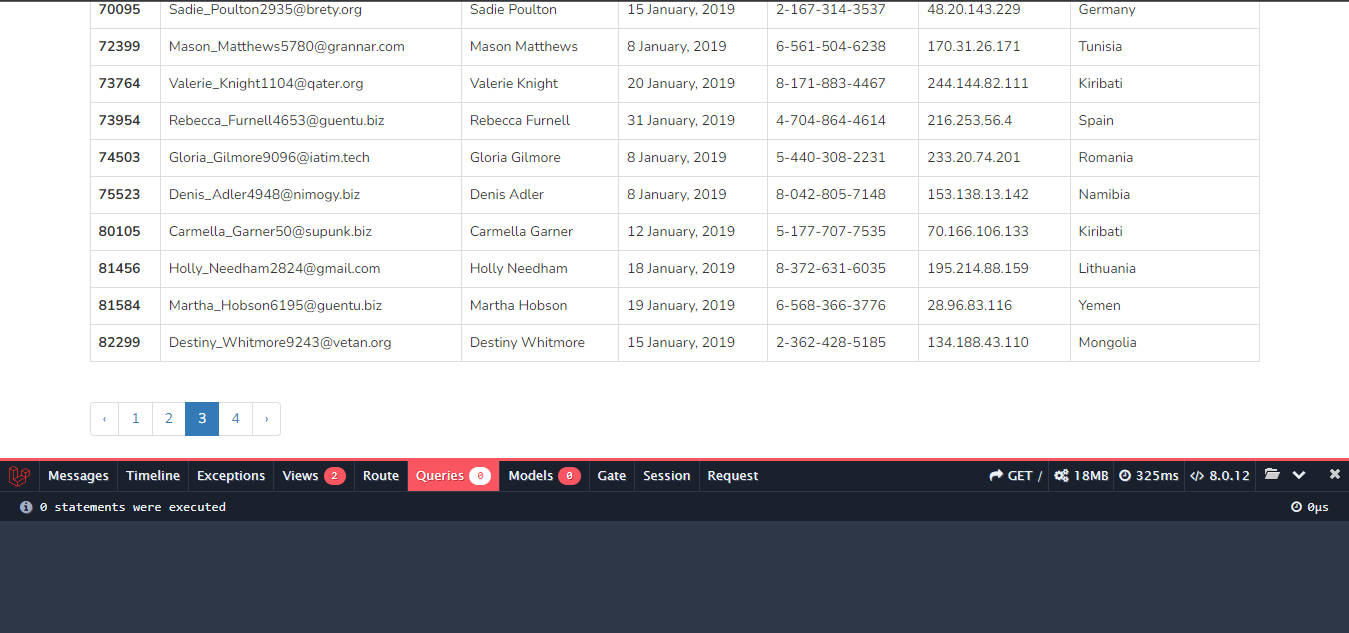 70095 Sadie_Poulton2935@brety.org Sadie Poulton 15 January, 2019 2-167-314-3537 48.20.143.229 Germany
72399 Mason_Matthews5780@grannar.com Mason Matthews 8 January, 2019 6-561-504-6238 170.31.26.171 Tunisia
73764 Valerie_Knight1104@qater.org Valerie Knight 20 January, 2019 8-171-883-4467 244.144.82.111 Kiribati
73954 Rebecca_Furnell4653@guentu.biz Rebecca Furnell 31 January, 2019 4-704-864-4614 216.253.56.4 Spain
74503 Gloria_Gilmore9096@iatim.tech Gloria Gilmore 8 January, 2019 5-440-308-2231 233.20.74.201 Romania
75523 Denis_Adler4948@nimogy.biz Denis Adler 8 January, 2019 8-042-805-7148 153.138.13.142 Namibia
80105 Carmella_Garner50@supunk.biz Carmella Garner 12 January, 2019 5-177-707-7535 70.166.106.133 Kiribati
81456 Holly_Needham2824@gmail.com Holly Needham 18 January, 2019 8-372-631-6035 195.214.88.159 Lithuania
81584 Martha_Hobson6195@guentu.biz Martha Hobson 19 January, 2019 6-568-366-3776 28.96.83.116 Yemen
82299 Destiny_Whitmore9243@vetan.org Destiny Whitmore 15 January, 2019 2-362-428-5185 134.188.43.110 Mongolia
‹ 1 2 3 4 ›
Messages Timeline Exceptions Views 2 Route Queries 0 Models 0 Gate Session Request GET / 18MB 325ms 8.0.12
0 statements were executed 0μs